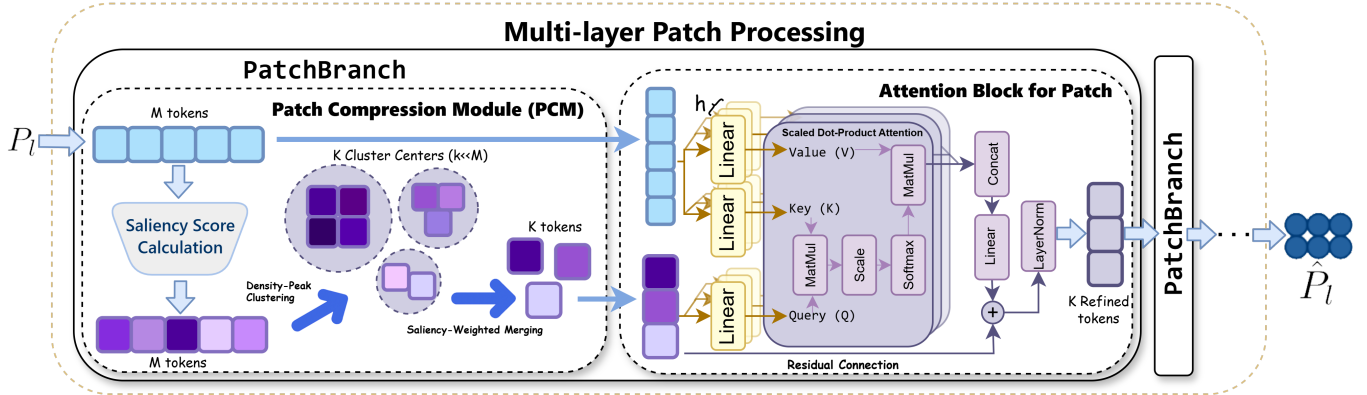 Multi-layer Patch Processing
PatchBranch
Patch Compression Module (PCM)
Attention Block for Patch
P_l
M tokens
K Cluster Centers (k<<M)
Saliency Score
Calculation
K tokens
Density-Peak
Clustering
Saliency-Weighted Merging
M tokens
h
Linear
Linear
Linear
Scaled Dot-Product Attention
Value (V)
Key (K)
Query (Q)
MatMul
Scale
Softmax
MatMul
Concat
Linear
+
LayerNorm
Residual Connection
K Refined
tokens
PatchBranch
...
P̂_l